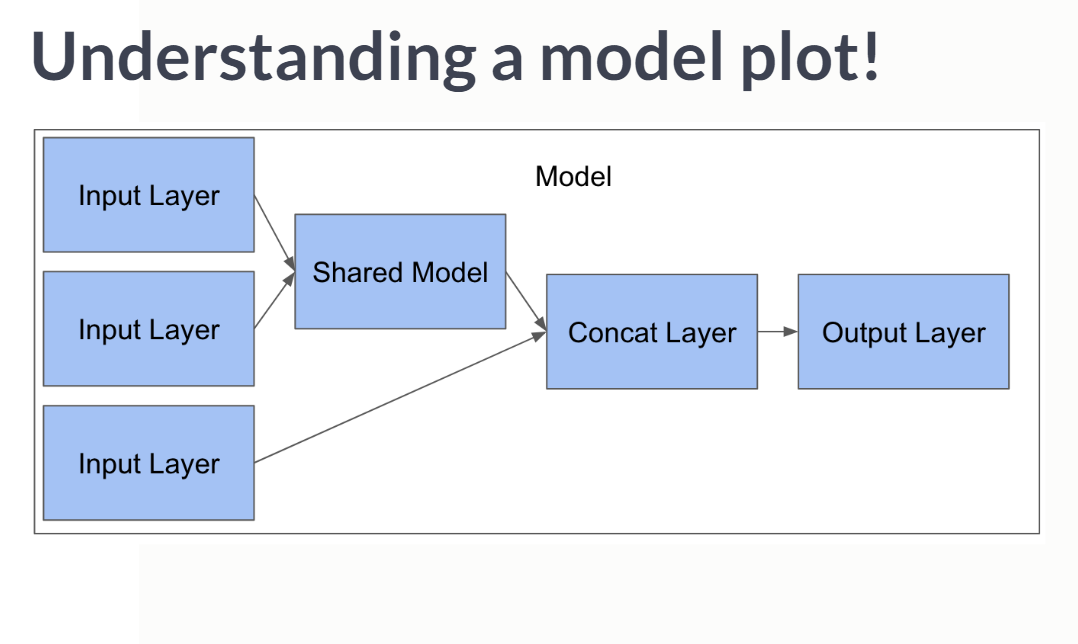 Understanding a model plot!
Model
Input Layer
Shared Model
Input Layer
Concat Layer
Output Layer
Input Layer